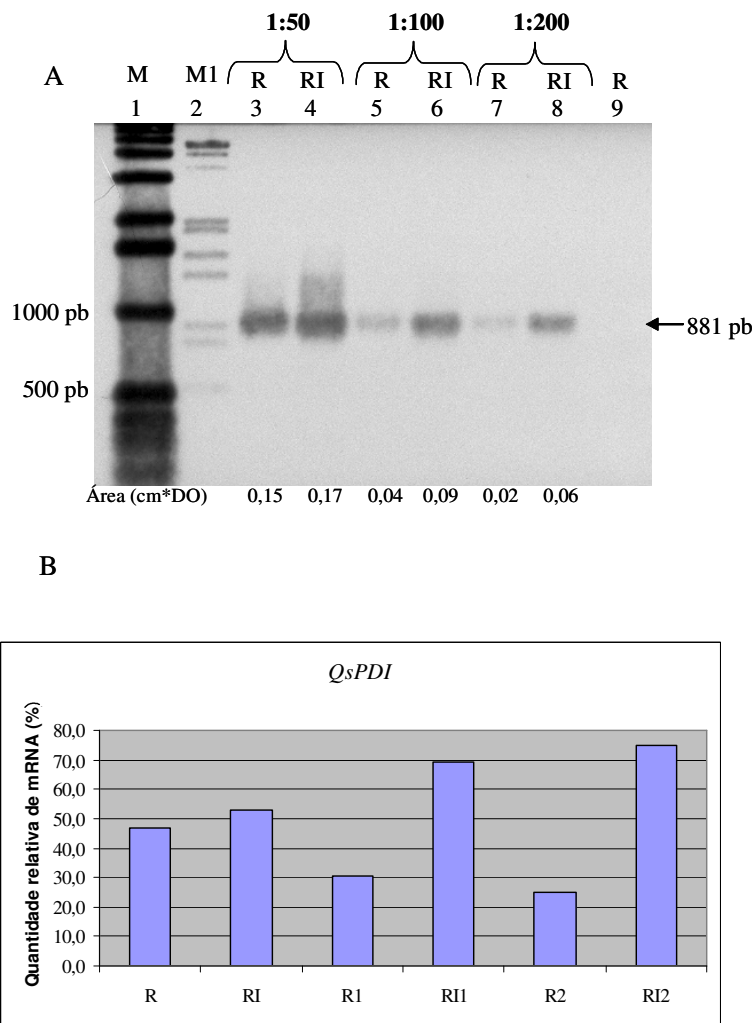 1:50 1:100 1:200
A M M1 R RI R RI R RI R
1 2 3 4 5 6 7 8 9
1000 pb
881 pb
500 pb
Área (cm*DO) 0,15 0,17 0,04 0,09 0,02 0,06
B
QsPDI
Quantidade relativa de mRNA (%)
80,0
70,0
60,0
50,0
40,0
30,0
20,0
10,0
0,0
R RI R1 RI1 R2 RI2